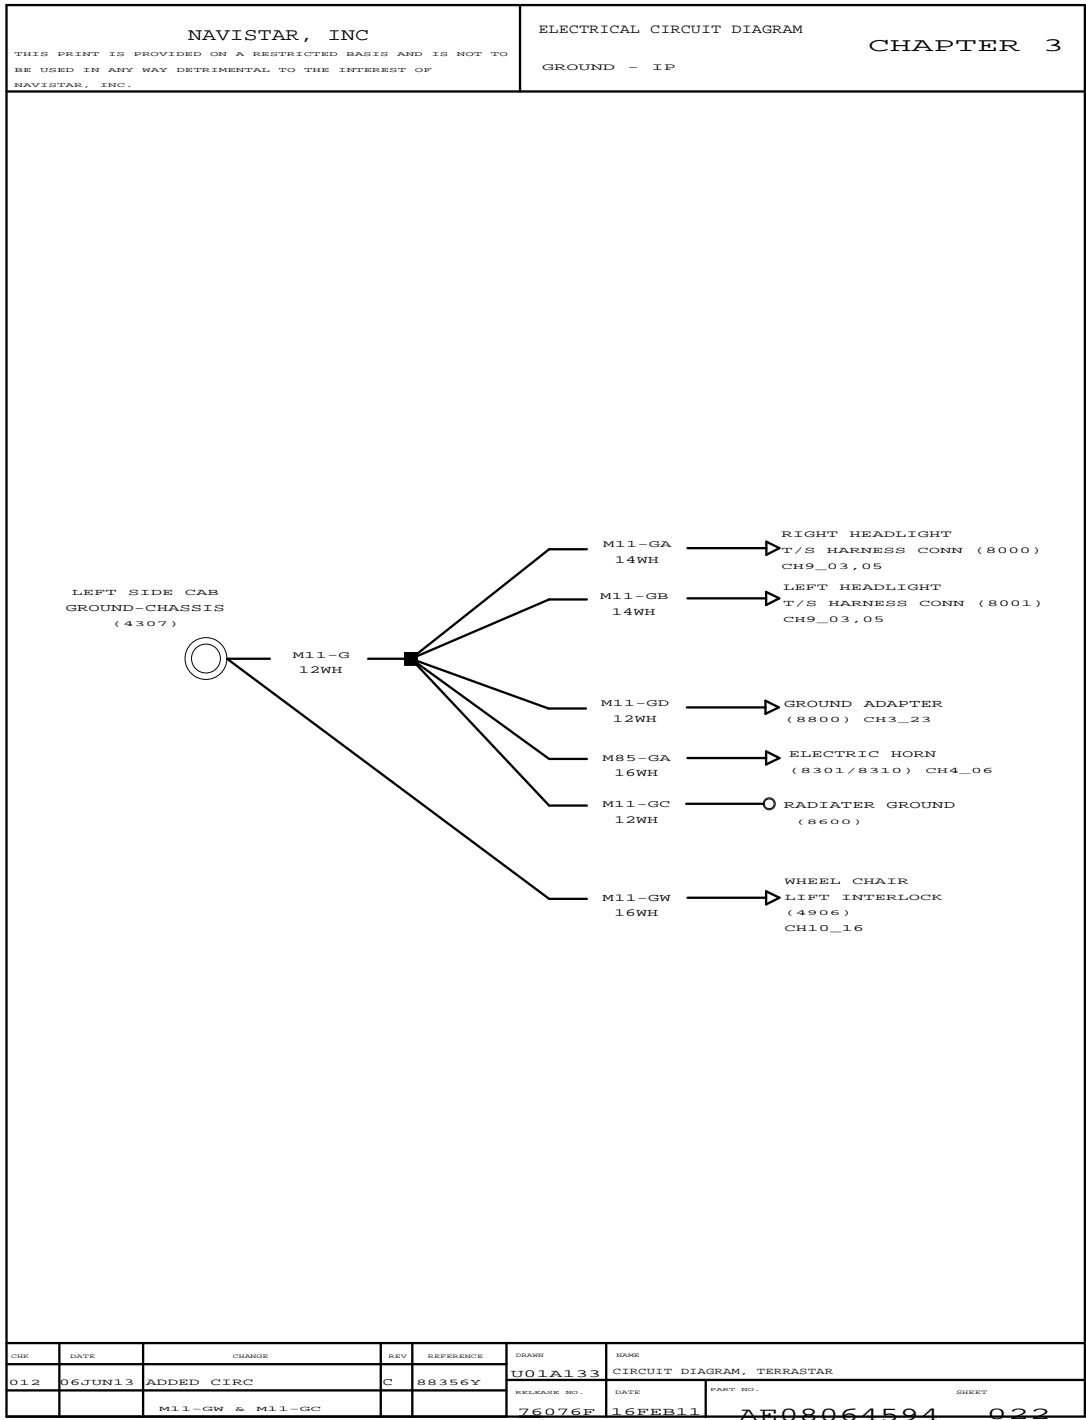 NAVISTAR, INC
THIS PRINT IS PROVIDED ON A RESTRICTED BASIS AND IS NOT TO
BE USED IN ANY WAY DETRIMENTAL TO THE INTEREST OF
NAVISTAR, INC.
ELECTRICAL CIRCUIT DIAGRAM
GROUND - IP
CHAPTER 3
LEFT SIDE CAB
GROUND-CHASSIS
(4307)
M11-G
12WH
M11-GA
14WH
RIGHT HEADLIGHT
T/S HARNESS CONN (8000)
CH9_03,05
M11-GB
14WH
LEFT HEADLIGHT
T/S HARNESS CONN (8001)
CH9_03,05
M11-GD
12WH
GROUND ADAPTER
(8800) CH3_23
M85-GA
16WH
ELECTRIC HORN
(8301/8310) CH4_06
M11-GC
12WH
RADIATER GROUND
(8600)
M11-GW
16WH
WHEEL CHAIR
LIFT INTERLOCK
(4906)
CH10_16
CHK DATE CHANGE REV REFERENCE
012 06JUN13 ADDED CIRC C 88356Y
M11-GW & M11-GC
DRAWN
U01A133
NAME
CIRCUIT DIAGRAM, TERRASTAR
RELEASE NO.
76076F
DATE
16FEB11
PART NO.
AE08064594
SHEET
022